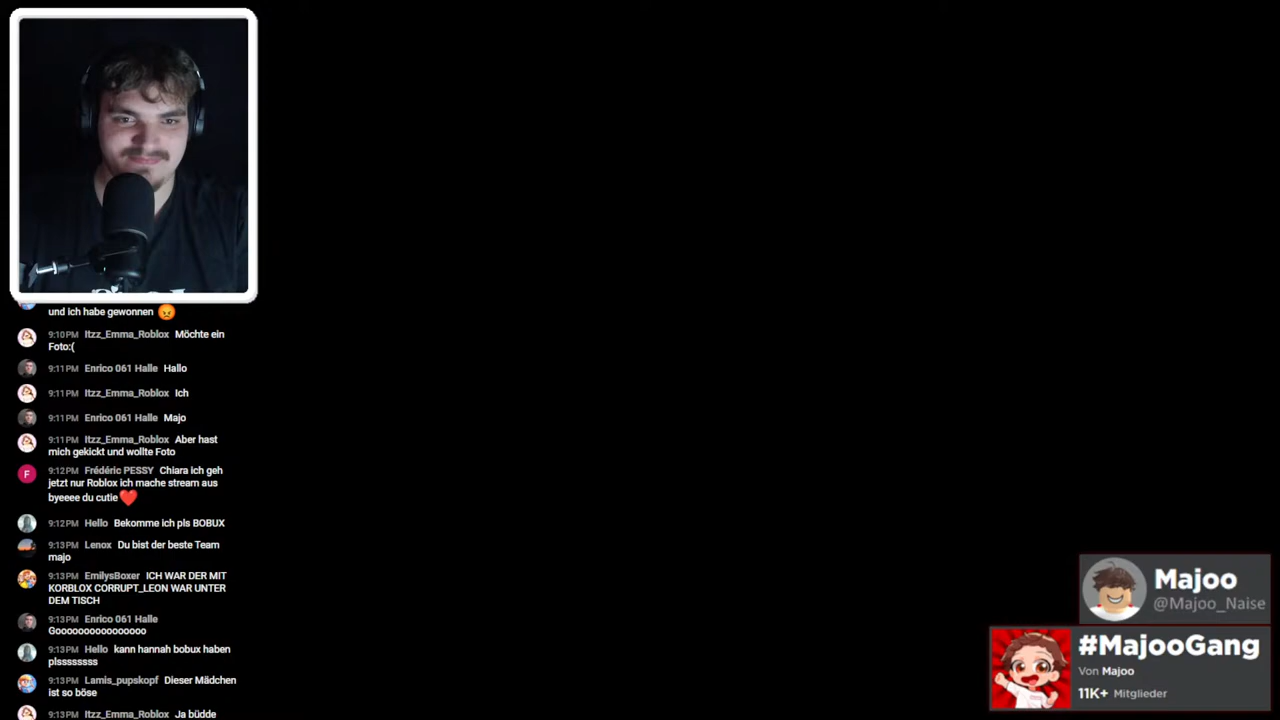 und ich habe gewonnen 😡
9:10PM Itzz_Emma_Roblox Möchte ein
Foto:(
9:11PM Enrico 061 Halle Hallo
9:11PM Itzz_Emma_Roblox Ich
9:11PM Enrico 061 Halle Majo
9:11PM Itzz_Emma_Roblox Aber hast
mich gekickt und wollte Foto
F
9:12PM Frédéric PESSY Chiara ich geh
jetzt nur Roblox ich mache stream aus
byeeee du cutie❤️
9:12PM Hello Bekomme ich pls BOBUX
9:13PM Lenox Du bist der beste Team
majo
9:13PM EmilysBoxer ICH WAR DER MIT
KORBLOX CORRUPT_LEON WAR UNTER
DEM TISCH
9:13PM Enrico 061 Halle
Gooooooooooooooo
9:13PM Hello kann hannah bobux haben
plssssssss
9:13PM Lamis_pupskopf Dieser Mädchen
ist so böse
9:13PM Itzz_Emma_Roblox Ja büdde
Majoo
@Majoo_Naise
#MajooGang
Von Majoo
11K+ Mitglieder